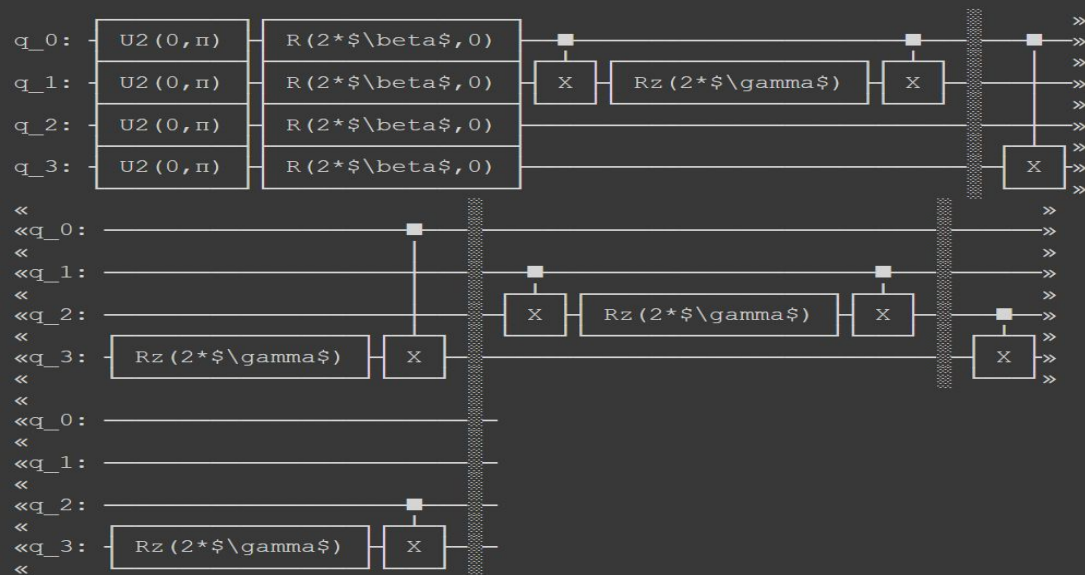 »
q_0: U2(0,π) R(2*$\beta$,0) »
»
q_1: U2(0,π) R(2*$\beta$,0) X Rz(2*$\gamma$) X »
»
q_2: U2(0,π) R(2*$\beta$,0) »
»
q_3: U2(0,π) R(2*$\beta$,0) X »
»
« »
«q_0: »
« »
«q_1: »
« »
«q_2: X Rz(2*$\gamma$) X »
« »
«q_3: Rz(2*$\gamma$) X X »
« »
«
«q_0:
«
«q_1:
«
«q_2:
«
«q_3: Rz(2*$\gamma$) X
«